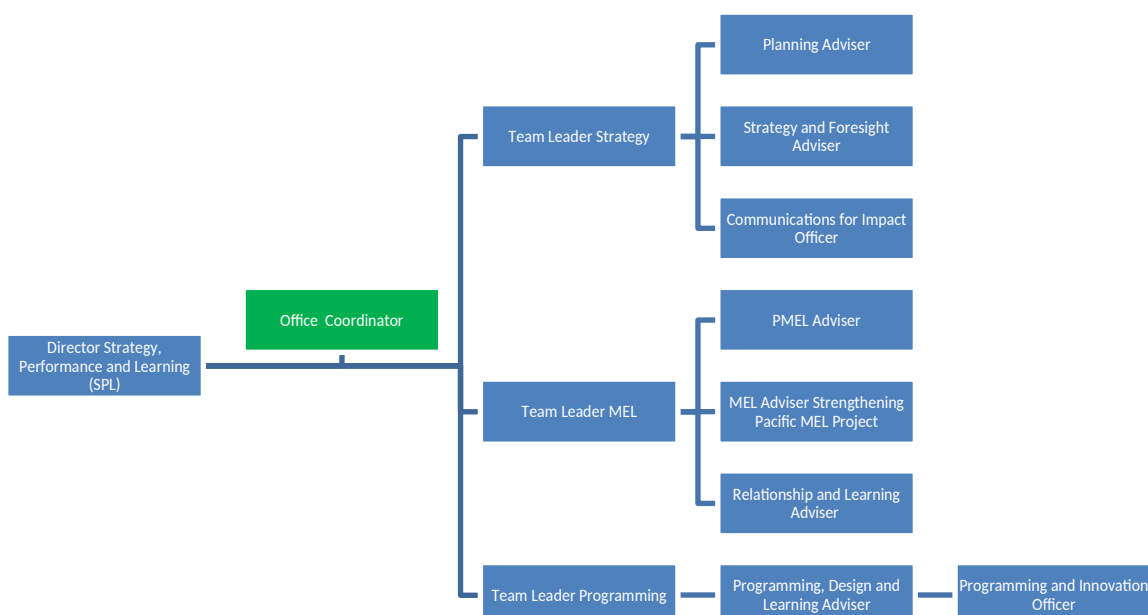 Planning Adviser
Team Leader Strategy
Strategy and Foresight
Adviser
Communications for Impact
Officer
Office  Coordinator
Director Strategy,
Performance and Learning
(SPL)
PMEL Adviser
Team Leader MEL
MEL Adviser Strengthening
Pacific MEL Project
Relationship and Learning
Adviser
Team Leader Programming
Programming, Design and
Learning Adviser
Programming and Innovation
Officer